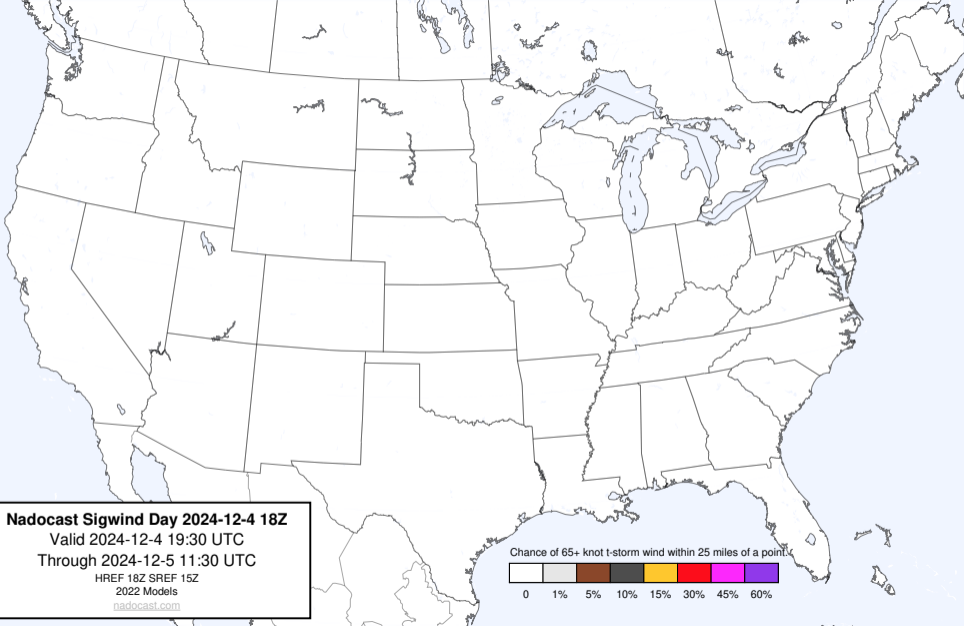 Nadocast Sigwind Day 2024-12-4 18Z
Valid 2024-12-4 19:30 UTC
Through 2024-12-5 11:30 UTC
HREF 18Z SREF 15Z
2022 Models
nadocast.com
Chance of 65+ knot t-storm wind within 25 miles of a point.
0 1% 5% 10% 15% 30% 45% 60%